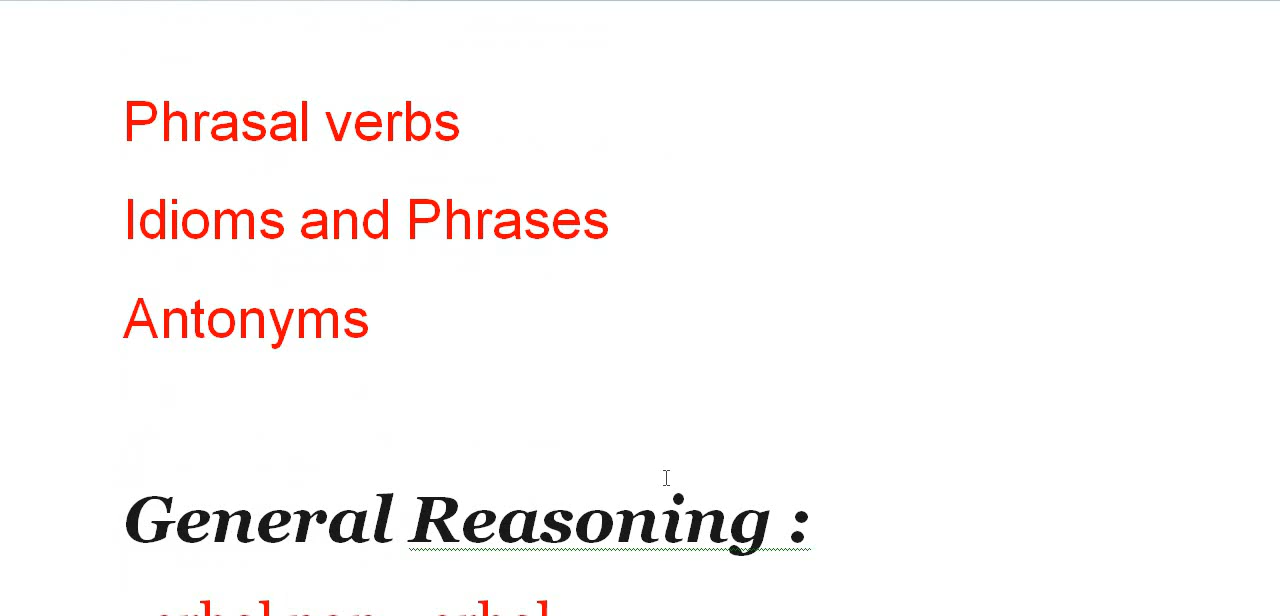 Phrasal verbs
Idioms and Phrases
Antonyms
General Reasoning :